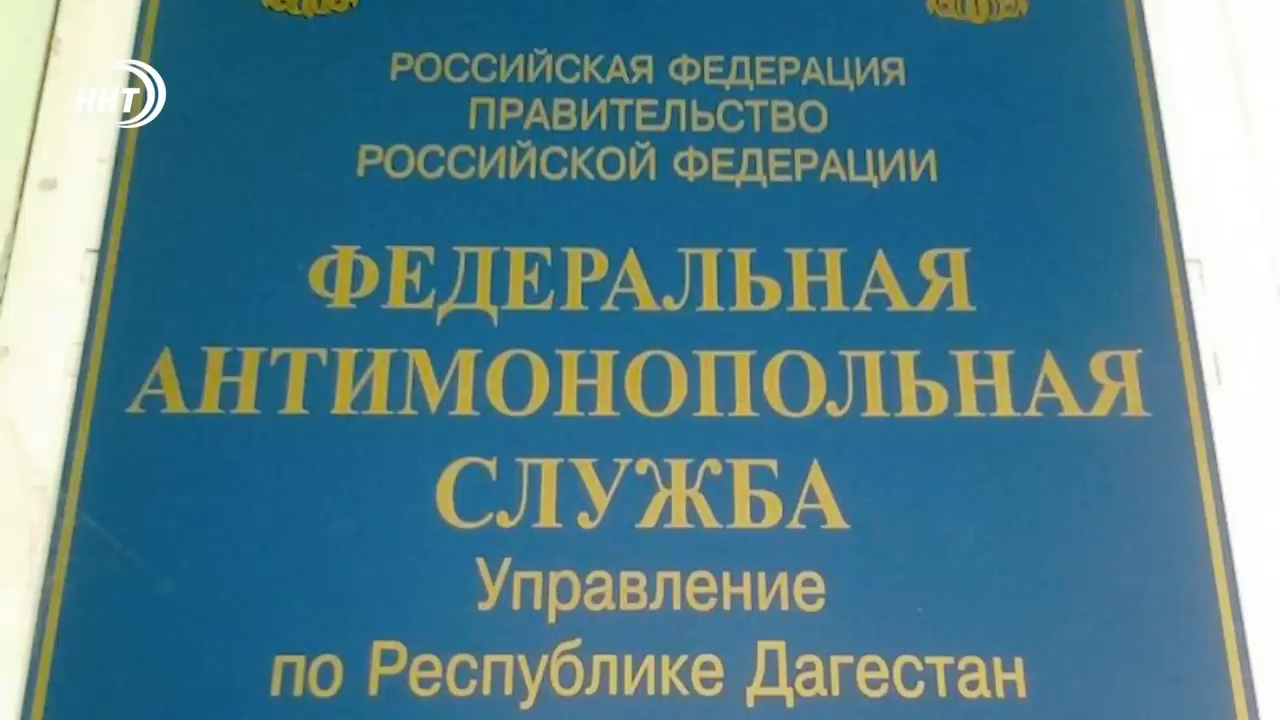 ННТ
РОССИЙСКАЯ ФЕДЕРАЦИЯ
ПРАВИТЕЛЬСТВО
РОССИЙСКОЙ ФЕДЕРАЦИИ
ФЕДЕРАЛЬНАЯ
АНТИМОНОПОЛЬНАЯ
СЛУЖБА
Управление
по Республике Дагестан